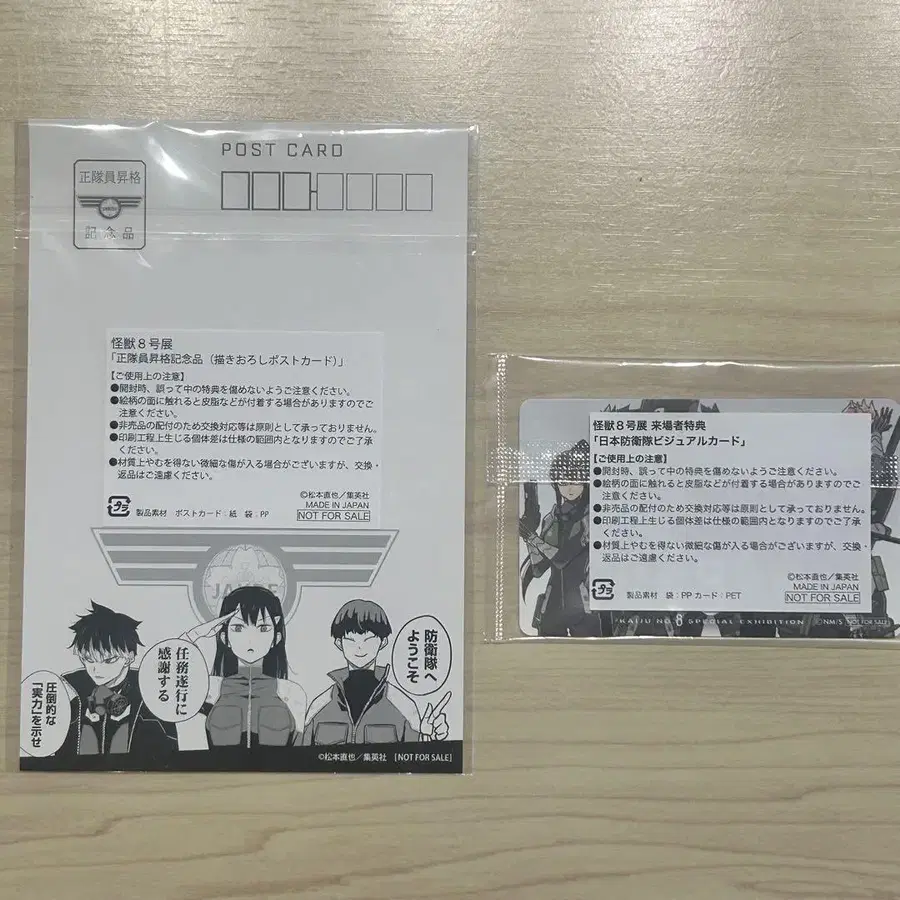 POST CARD
正隊員昇格
記念品
怪獣8号展
「正隊員昇格記念品(描きおろしポストカード)」
【ご使用上の注意】
●開封時、誤って中の特典を傷めないようご注意ください。
●絵柄の面に触れると皮脂などが付着する場合がありますのでご
注意ください。
●非売品の配付のため交換対応等は原則として承っておりません。
●印刷工程上生じる個体差は仕様の範囲内となりますのでご了承
ください。
●材質上やむを得ない微細な傷が入る場合がございますが、交換・
返品はご遠慮ください。
©松本直也/集英社
MADE IN JAPAN
プラ 製品素材 ポストカード:紙 袋:PP
NOT FOR SALE
圧倒的な
「実力」を示せ
任務遂行に
感謝する
防衛隊へ
ようこそ
©松本直也/集英社 [NOT FOR SALE]
怪獣8号展 来場者特典
「日本防衛隊ビジュアルカード」
【ご使用上の注意】
●開封時、誤って中の特典を傷めないようご注意ください。
●絵柄の面に触れると皮脂などが付着する場合がありますのでご
注意ください。
●非売品の配付のため交換対応等は原則として承っておりません。
●印刷工程上生じる個体差は仕様の範囲内となりますのでご了承
ください。
●材質上やむを得ない微細な傷が入る場合がございますが、交換・
返品はご遠慮ください。
©松本直也/集英社
MADE IN JAPAN
プラ 製品素材 袋:PP カード:PET
NOT FOR SALE
KAIJU NO.8 SPECIAL EXHIBITION ©NM/S NOT FOR SALE